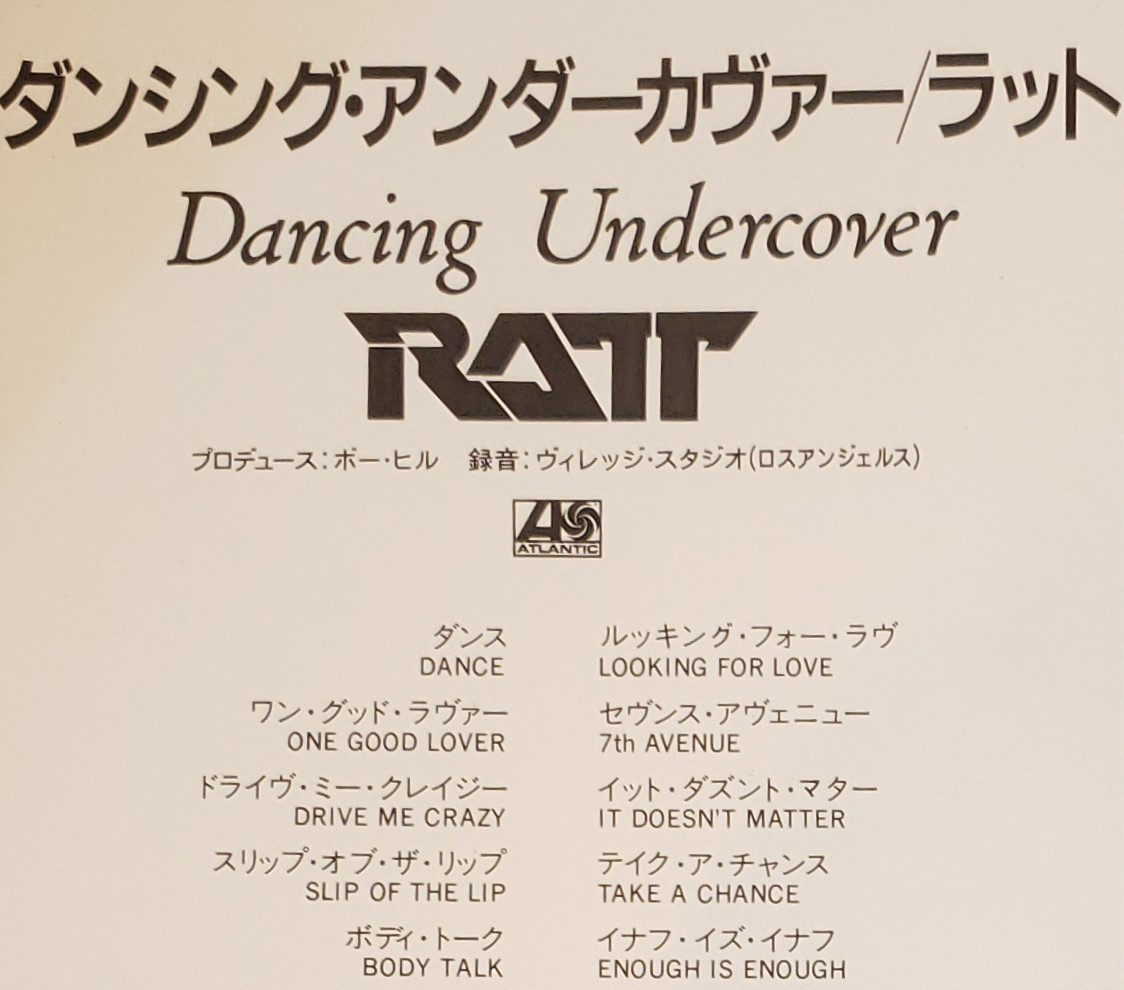 ダンシング・アンダーカヴァー/ラット
Dancing Undercover
RATT
プロデュース:ボー・ヒル 録音:ヴィレッジ・スタジオ(ロスアンジェルス)
ATLANTIC
ダンス
DANCE
ワン・グッド・ラヴァー
ONE GOOD LOVER
ドライヴ・ミー・クレイジー
DRIVE ME CRAZY
スリップ・オブ・ザ・リップ
SLIP OF THE LIP
ボディ・トーク
BODY TALK
ルッキング・フォー・ラヴ
LOOKING FOR LOVE
セヴンス・アヴェニュー
7th AVENUE
イット・ダズント・マター
IT DOESN'T MATTER
テイク・ア・チャンス
TAKE A CHANCE
イナフ・イズ・イナフ
ENOUGH IS ENOUGH